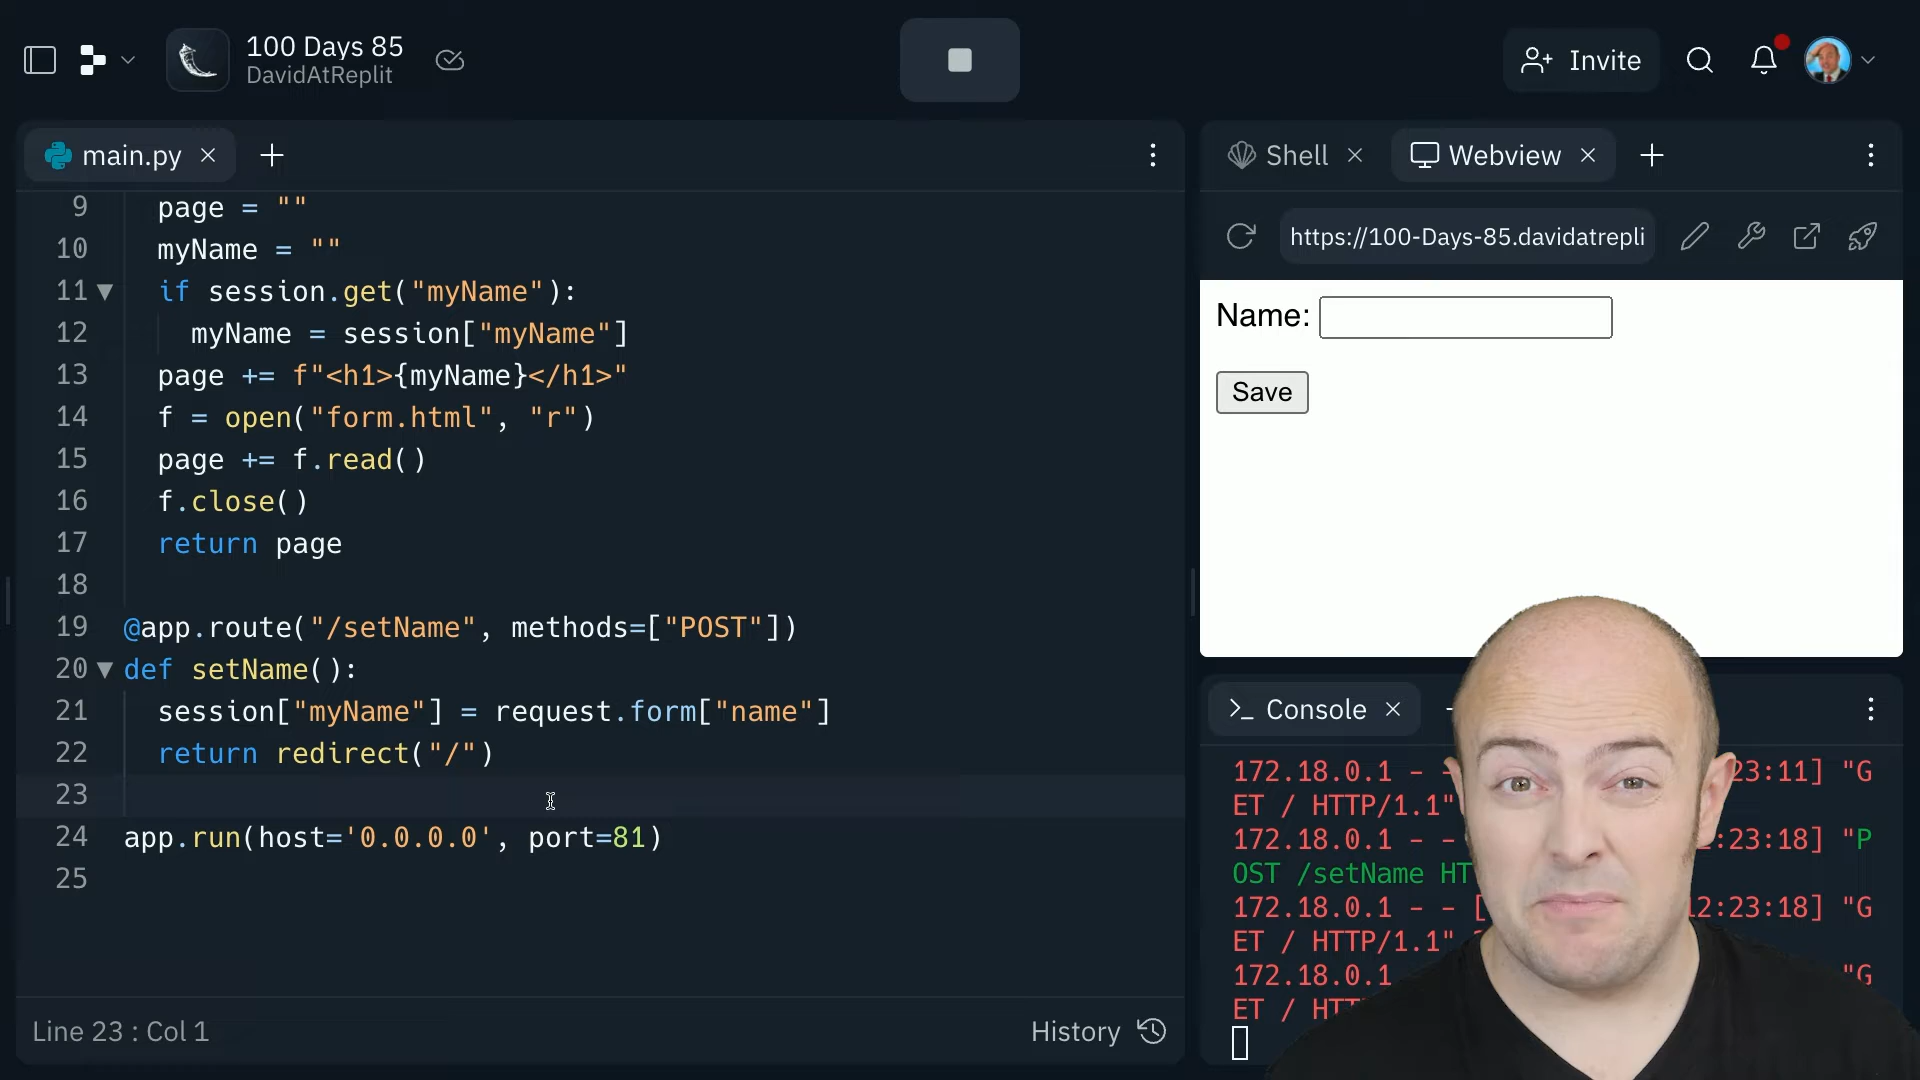 100 Days 85
DavidAtReplit
Invite
main.py
9 page = ""
10 myName = ""
11 if session.get("myName"):
12 myName = session["myName"]
13 page += f"<h1>{myName}</h1>"
14 f = open("form.html", "r")
15 page += f.read()
16 f.close()
17 return page
18
19 @app.route("/setName", methods=["POST"])
20 def setName():
21 session["myName"] = request.form["name"]
22 return redirect("/")
23
24 app.run(host='0.0.0.0', port=81)
25
Line 23 : Col 1
History
Shell
Webview
https://100-Days-85.davidatrepli
Name:
Save
Console
172.18.0.1 - - 23:11] "G
ET / HTTP/1.1"
172.18.0.1 - - :23:18] "P
OST /setName HT
172.18.0.1 - - [ 12:23:18] "G
ET / HTTP/1.1"
172.18.0.1 "G
ET / HT